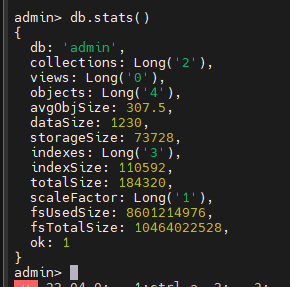 admin> db.stats()
{
  db: 'admin',
  collections: Long('2'),
  views: Long('0'),
  objects: Long('4'),
  avgObjSize: 307.5,
  dataSize: 1230,
  storageSize: 73728,
  indexes: Long('3'),
  indexSize: 110592,
  totalSize: 184320,
  scaleFactor: Long('1'),
  fsUsedSize: 8601214976,
  fsTotalSize: 10464022528,
  ok: 1
}
admin>